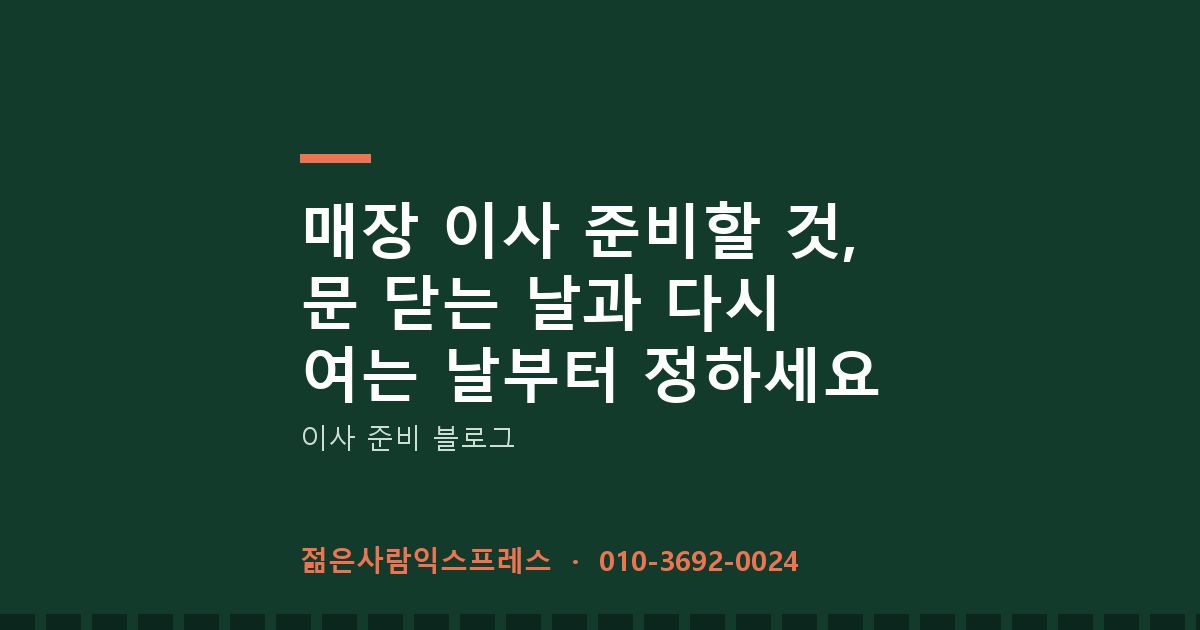 매장 이사 준비할 것,
문 닫는 날과 다시
여는 날부터 정하세요
이사 준비 블로그
젊은사람익스프레스 · 010-3692-0024